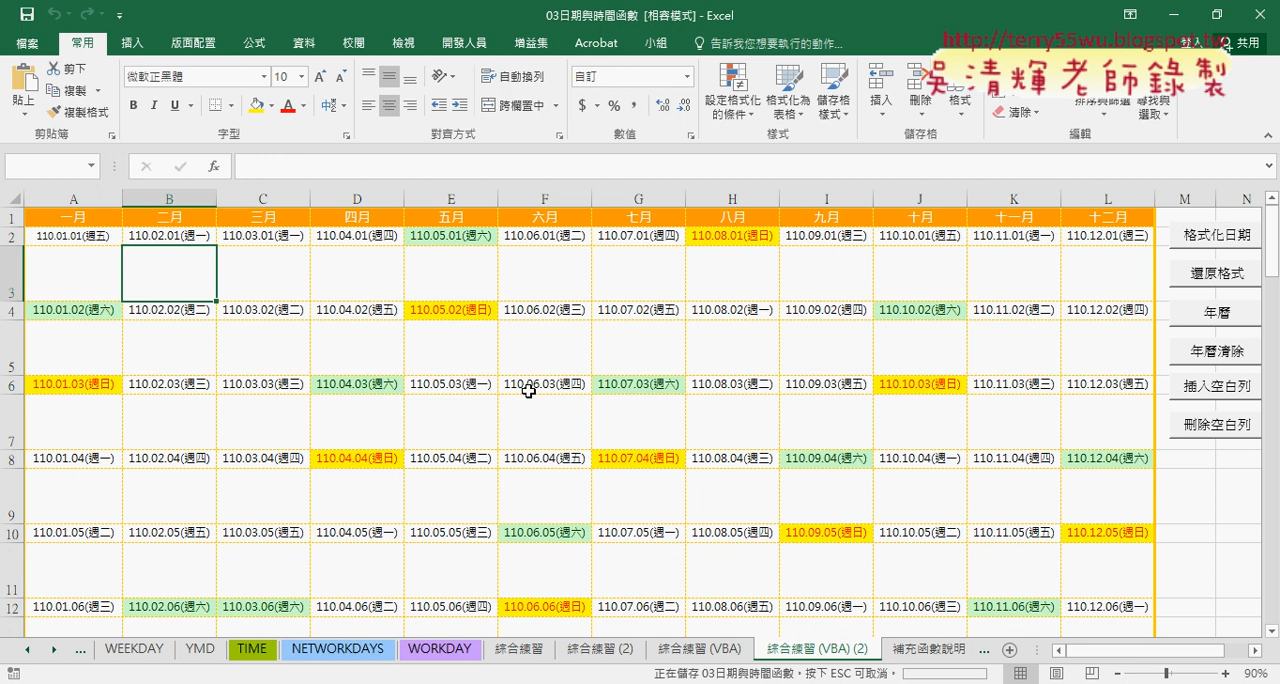 03日期與時間函數 [相容模式] - Excel
http://terry55wu.blogspot.tw
吳清輝老師錄製
檔案 常用 插入 版面配置 公式 資料 校閱 檢視 開發人員 增益集 Acrobat 小組 告訴我您想要執行的動作... 登入 共用
貼上 剪下 複製 複製格式 剪貼簿
微軟正黑體 10 B I U 字型
自動換列 跨欄置中 對齊方式
自訂 $ % , 數值
設定格式化的條件 格式化為表格 儲存格樣式 樣式
插入 刪除 格式 儲存格
清除 排序與篩選 尋找與選取 編輯
fx
A B C D E F G H I J K L M N
1 一月 二月 三月 四月 五月 六月 七月 八月 九月 十月 十一月 十二月
2 110.01.01(週五) 110.02.01(週一) 110.03.01(週一) 110.04.01(週四) 110.05.01(週六) 110.06.01(週二) 110.07.01(週四) 110.08.01(週日) 110.09.01(週三) 110.10.01(週五) 110.11.01(週一) 110.12.01(週三)
格式化日期
3
還原格式
4 110.01.02(週六) 110.02.02(週二) 110.03.02(週二) 110.04.02(週五) 110.05.02(週日) 110.06.02(週三) 110.07.02(週五) 110.08.02(週一) 110.09.02(週四) 110.10.02(週六) 110.11.02(週二) 110.12.02(週四)
年曆
5
年曆清除
6 110.01.03(週日) 110.02.03(週三) 110.03.03(週三) 110.04.03(週六) 110.05.03(週一) 110.06.03(週四) 110.07.03(週六) 110.08.03(週二) 110.09.03(週五) 110.10.03(週日) 110.11.03(週三) 110.12.03(週五)
插入空白列
7
刪除空白列
8 110.01.04(週一) 110.02.04(週四) 110.03.04(週四) 110.04.04(週日) 110.05.04(週二) 110.06.04(週五) 110.07.04(週日) 110.08.04(週三) 110.09.04(週六) 110.10.04(週一) 110.11.04(週四) 110.12.04(週六)
9
10 110.01.05(週二) 110.02.05(週五) 110.03.05(週五) 110.04.05(週一) 110.05.05(週三) 110.06.05(週六) 110.07.05(週一) 110.08.05(週四) 110.09.05(週日) 110.10.05(週二) 110.11.05(週五) 110.12.05(週日)
11
12 110.01.06(週三) 110.02.06(週六) 110.03.06(週六) 110.04.06(週二) 110.05.06(週四) 110.06.06(週日) 110.07.06(週二) 110.08.06(週五) 110.09.06(週一) 110.10.06(週三) 110.11.06(週六) 110.12.06(週一)
... WEEKDAY YMD TIME NETWORKDAYS WORKDAY 綜合練習 綜合練習 (2) 綜合練習 (VBA) 綜合練習 (VBA) (2) 補充函數說明 ...
正在儲存 03日期與時間函數，按下 ESC 可取消。 90%